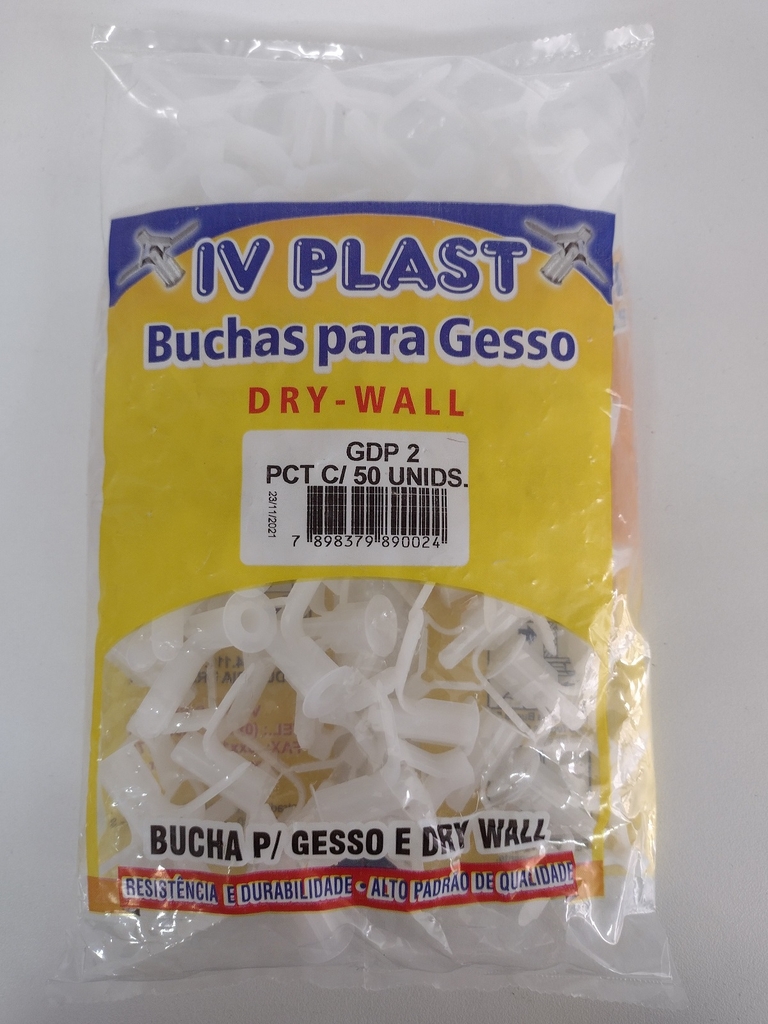 IV PLAST
Buchas para Gesso
DRY-WALL
GDP 2
PCT C/ 50 UNIDS.
23/11/2021
7 898379 890024
BUCHA P/ GESSO E DRY WALL
RESISTÊNCIA E DURABILIDADE • ALTO PADRÃO DE QUALIDADE